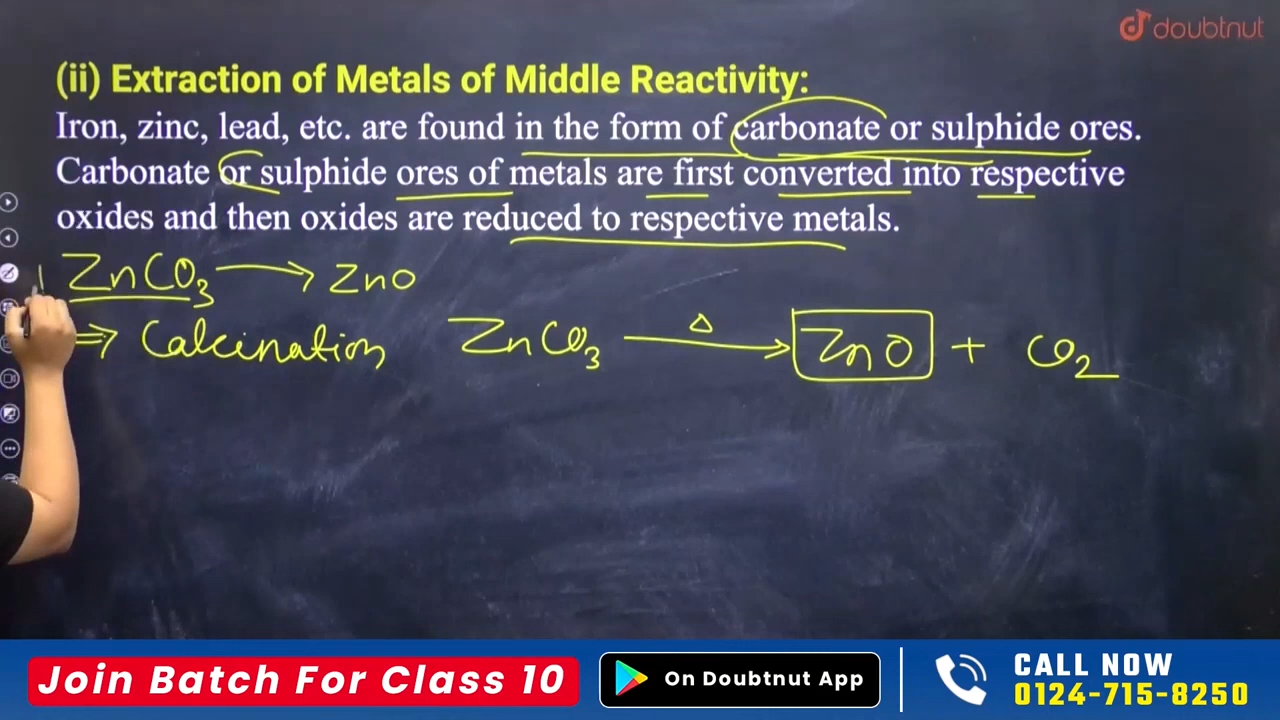 doubtnut
(ii) Extraction of Metals of Middle Reactivity:
Iron, zinc, lead, etc. are found in the form of carbonate or sulphide ores.
Carbonate or sulphide ores of metals are first converted into respective
oxides and then oxides are reduced to respective metals.
ZnCO₃ → ZnO
⇒ Calcination ZnCO₃ —Δ→ ZnO + CO₂
Join Batch For Class 10
On Doubtnut App
CALL NOW
0124-715-8250